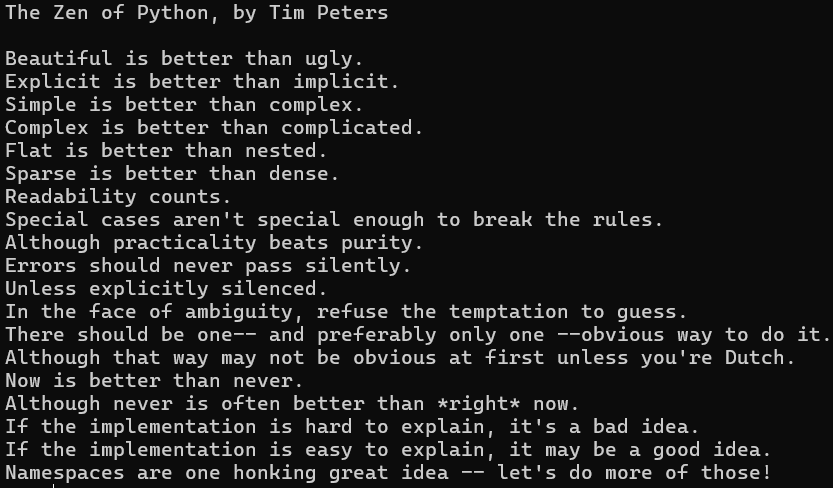 The Zen of Python, by Tim Peters

Beautiful is better than ugly.
Explicit is better than implicit.
Simple is better than complex.
Complex is better than complicated.
Flat is better than nested.
Sparse is better than dense.
Readability counts.
Special cases aren't special enough to break the rules.
Although practicality beats purity.
Errors should never pass silently.
Unless explicitly silenced.
In the face of ambiguity, refuse the temptation to guess.
There should be one-- and preferably only one --obvious way to do it.
Although that way may not be obvious at first unless you're Dutch.
Now is better than never.
Although never is often better than *right* now.
If the implementation is hard to explain, it's a bad idea.
If the implementation is easy to explain, it may be a good idea.
Namespaces are one honking great idea -- let's do more of those!